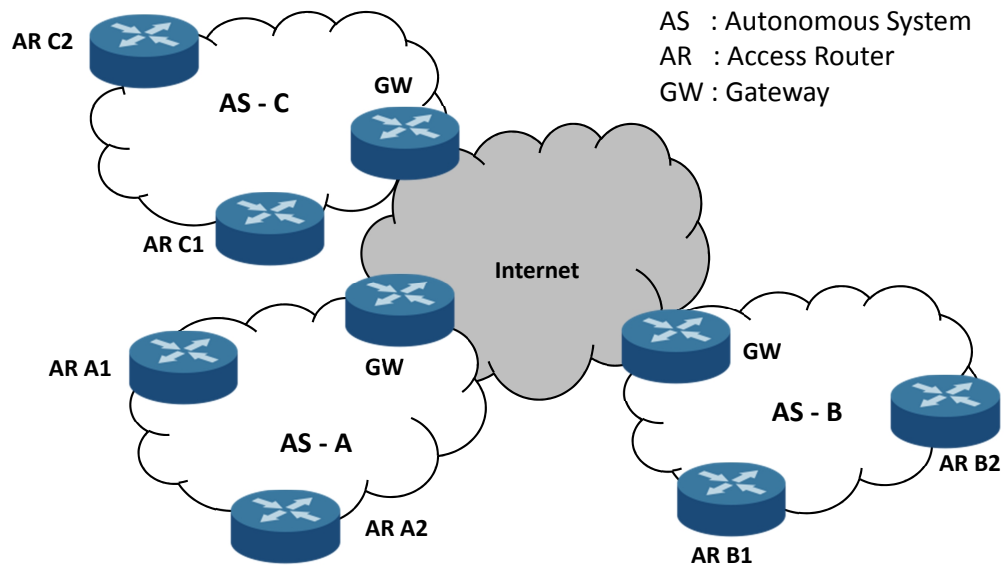 AS : Autonomous System
AR : Access Router
GW : Gateway
AR C2
GW
AS - C
AR C1
Internet
AR A1
GW
GW
AS - A
AS - B
AR B2
AR A2
AR B1